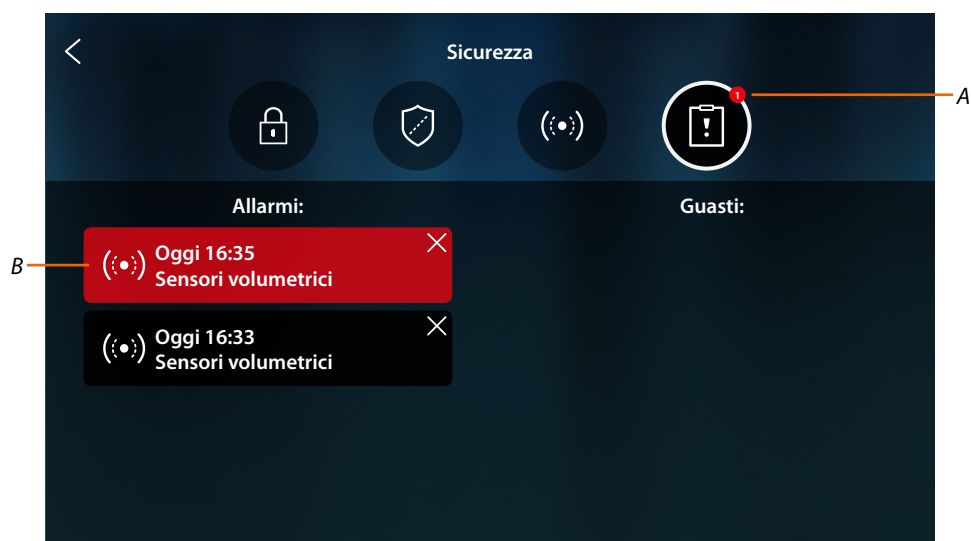 Sicurezza
1
A
Allarmi:
Guasti:
B
Oggi 16:35
Sensori volumetrici
Oggi 16:33
Sensori volumetrici